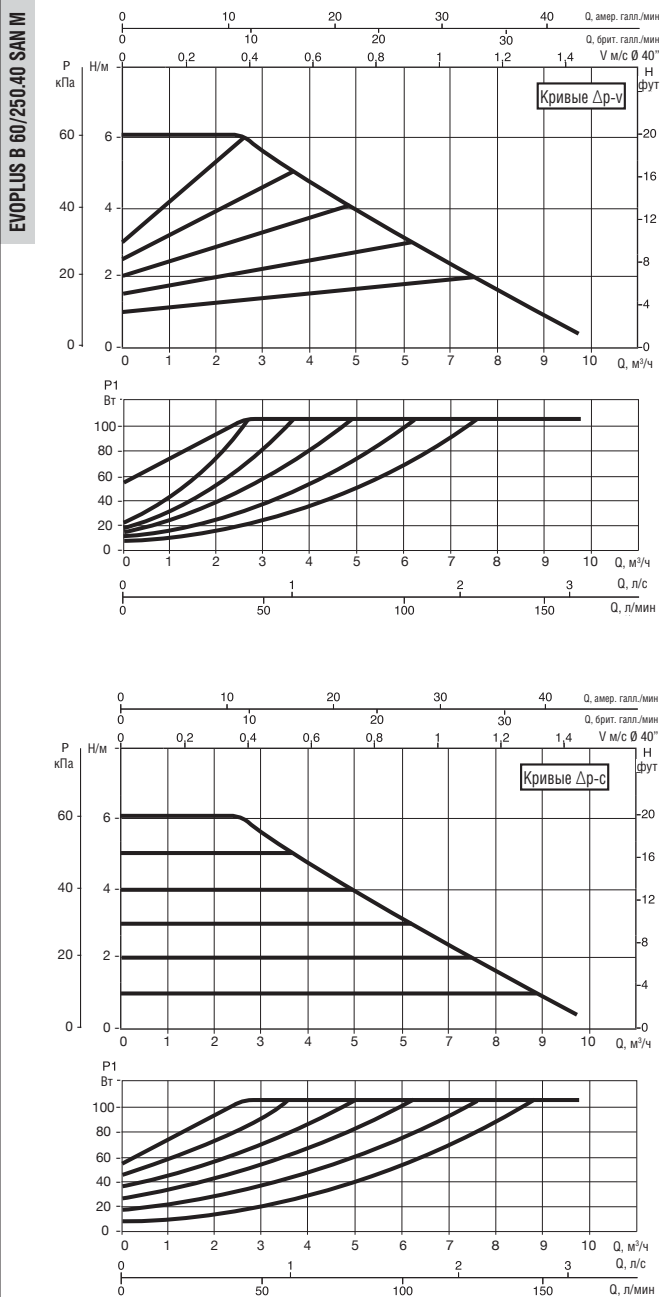 EVOPLUS B 60/250.40 SAN M
0 10 20 30 40 Q, амер. галл./мин
0 10 20 30 Q, брит. галл./мин
0 0,2 0,4 0,6 0,8 1 1,2 1,4 V м/с Ø 40"
P кПа
H/м
H фут
Кривые Δp-v
60 6 20
16
40 4 12
20 2 8
4
0 0 0
0 1 2 3 4 5 5 7 8 9 10 Q, м³/ч
P1
Вт
100
80
60
40
20
0
0 1 2 3 4 5 6 7 8 9 10 Q, м³/ч
0 1 2 3 Q, л/с
0 50 100 150 Q, л/мин
0 10 20 30 40 Q, амер. галл./мин
0 10 20 30 Q, брит. галл./мин
0 0,2 0,4 0,6 0,8 1 1,2 1,4 V м/с Ø 40"
P кПа
H/м
H фут
Кривые Δp-c
60 6 20
16
40 4 12
20 2 8
4
0 0 0
0 1 2 3 4 5 6 7 8 9 10 Q, м³/ч
P1
Вт
100
80
60
40
20
0
0 1 2 3 4 5 6 7 8 9 10 Q, м³/ч
0 1 2 3 Q, л/с
0 50 100 150 Q, л/мин